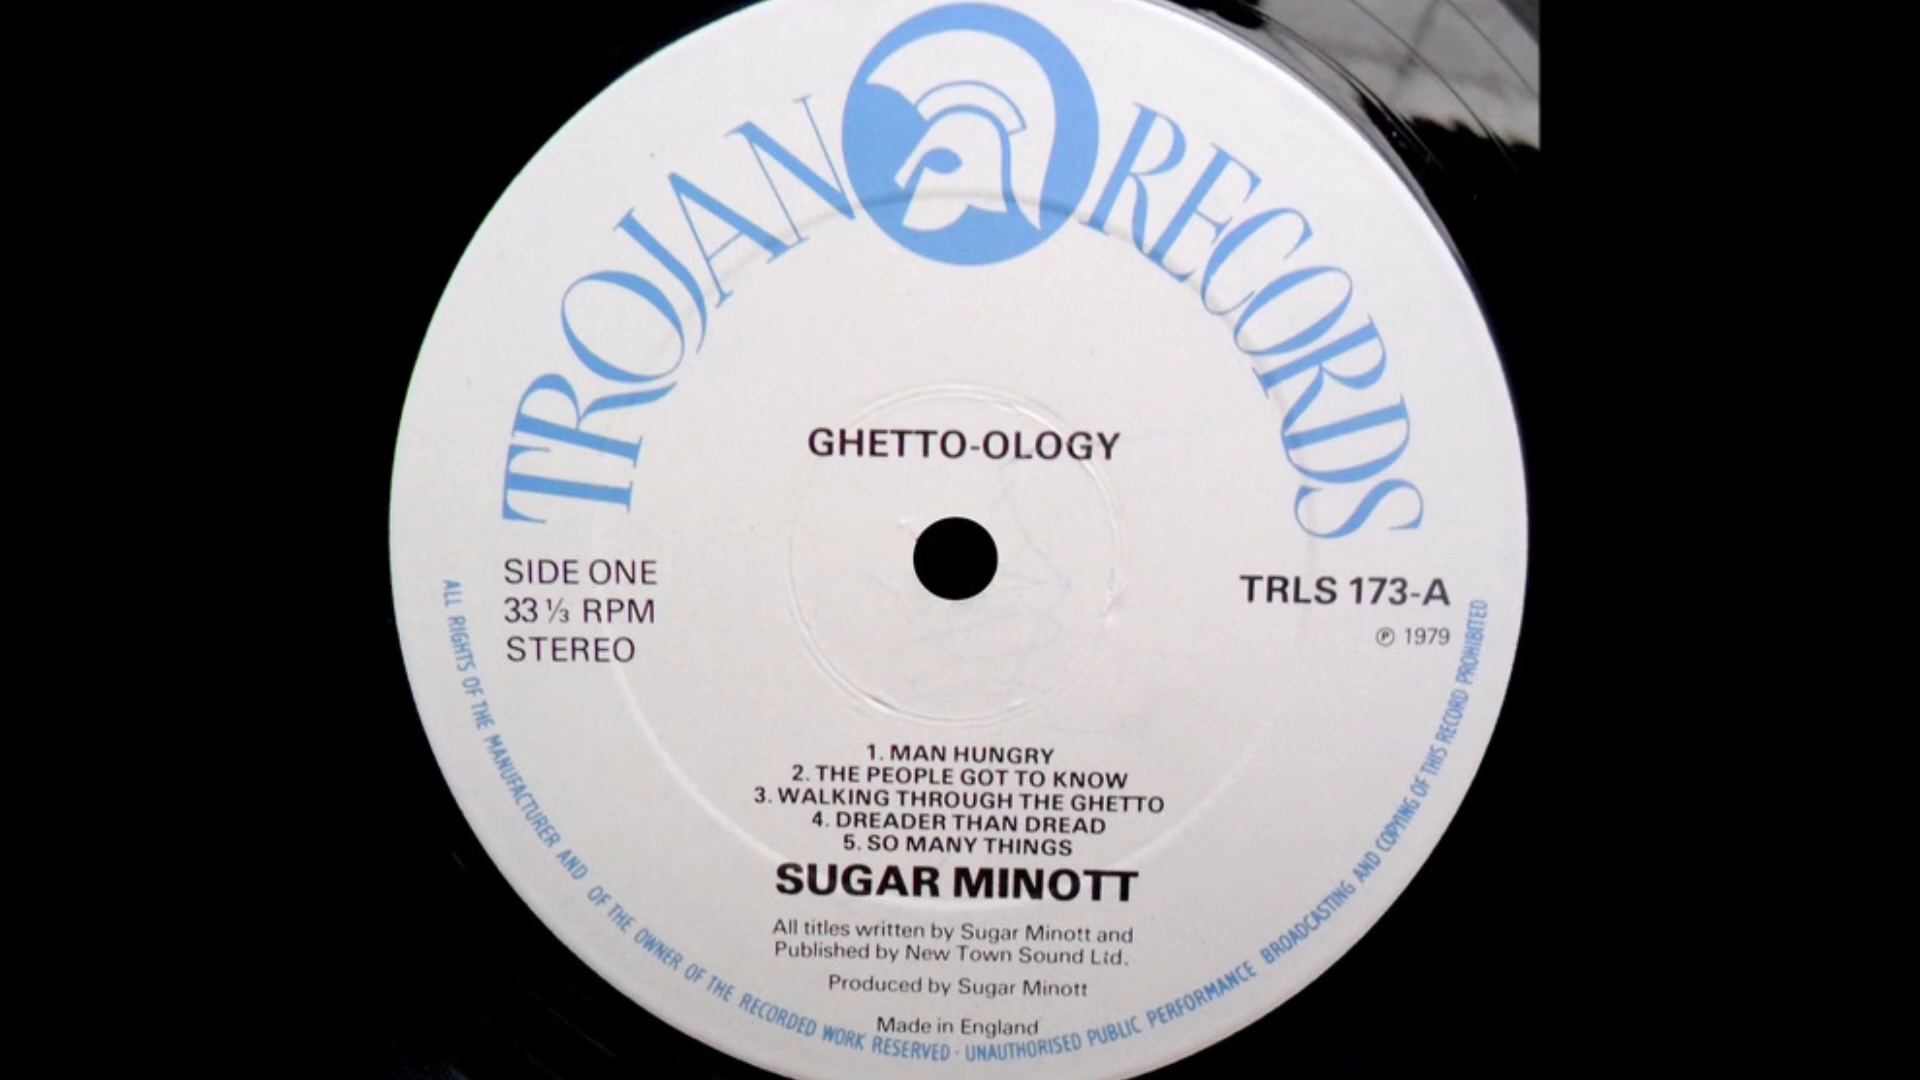 TROJAN RECORDS
GHETTO-OLOGY
SIDE ONE
33 ⅓ RPM
STEREO
TRLS 173-A
℗ 1979
1. MAN HUNGRY
2. THE PEOPLE GOT TO KNOW
3. WALKING THROUGH THE GHETTO
4. DREADER THAN DREAD
5. SO MANY THINGS
SUGAR MINOTT
All titles written by Sugar Minott and
Published by New Town Sound Ltd.
Produced by Sugar Minott
Made in England
ALL RIGHTS OF THE MANUFACTURER AND OF THE OWNER OF THE RECORDED WORK RESERVED · UNAUTHORISED PUBLIC PERFORMANCE BROADCASTING AND COPYING OF THIS RECORD PROHIBITED